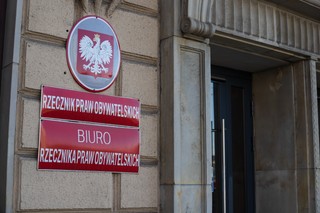 RZECZNIK PRAW OBYWATELSKICH
BIURO
RZECZNIKA PRAW OBYWATELSKICH